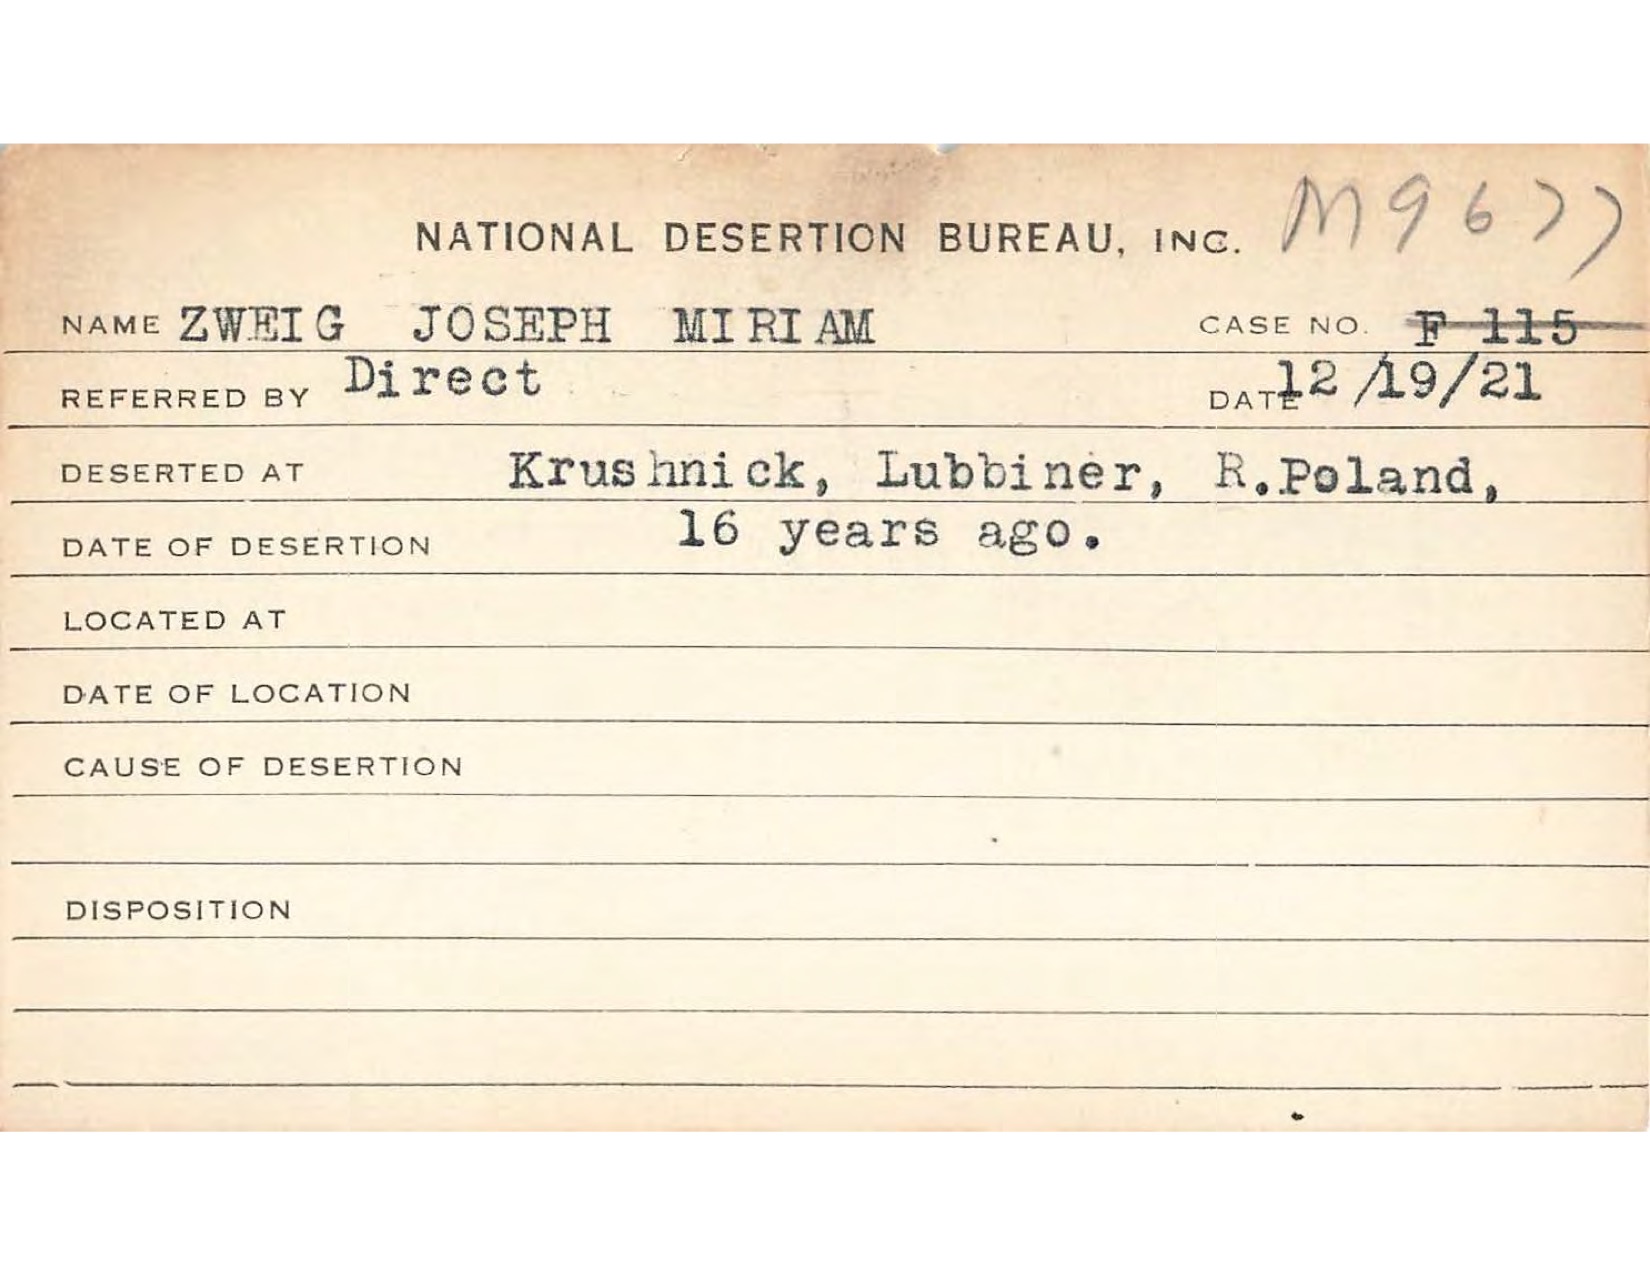 NATIONAL DESERTION BUREAU, INC. M9677
NAME ZWEIG JOSEPH MIRIAM CASE NO. F 115
REFERRED BY Direct DATE 12/19/21
DESERTED AT Krushnick, Lubbiner, R.Poland,
DATE OF DESERTION 16 years ago.
LOCATED AT
DATE OF LOCATION
CAUSE OF DESERTION
DISPOSITION